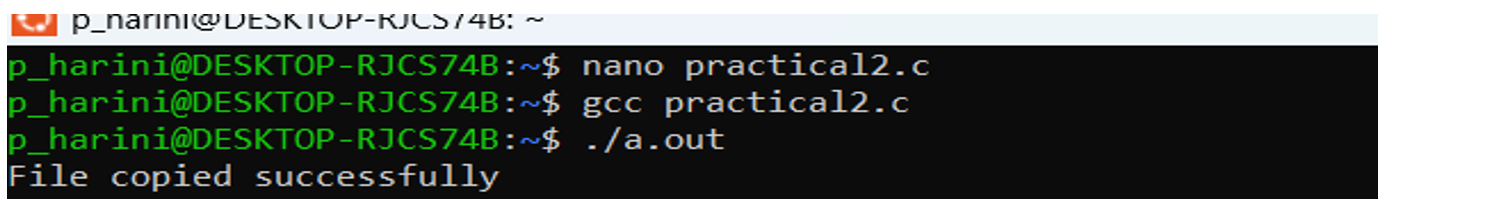 p_harini@DESKTOP-RJCS74B: ~
p_harini@DESKTOP-RJCS74B:~$ nano practical2.c
p_harini@DESKTOP-RJCS74B:~$ gcc practical2.c
p_harini@DESKTOP-RJCS74B:~$ ./a.out
File copied successfully